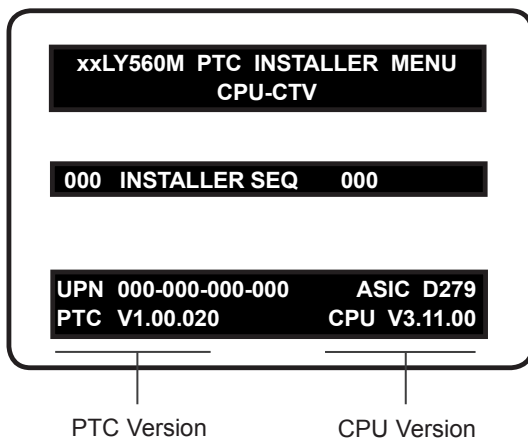 xxLY560M PTC INSTALLER MENU
CPU-CTV
000 INSTALLER SEQ 000
UPN 000-000-000-000 ASIC D279
PTC V1.00.020 CPU V3.11.00
PTC Version CPU Version